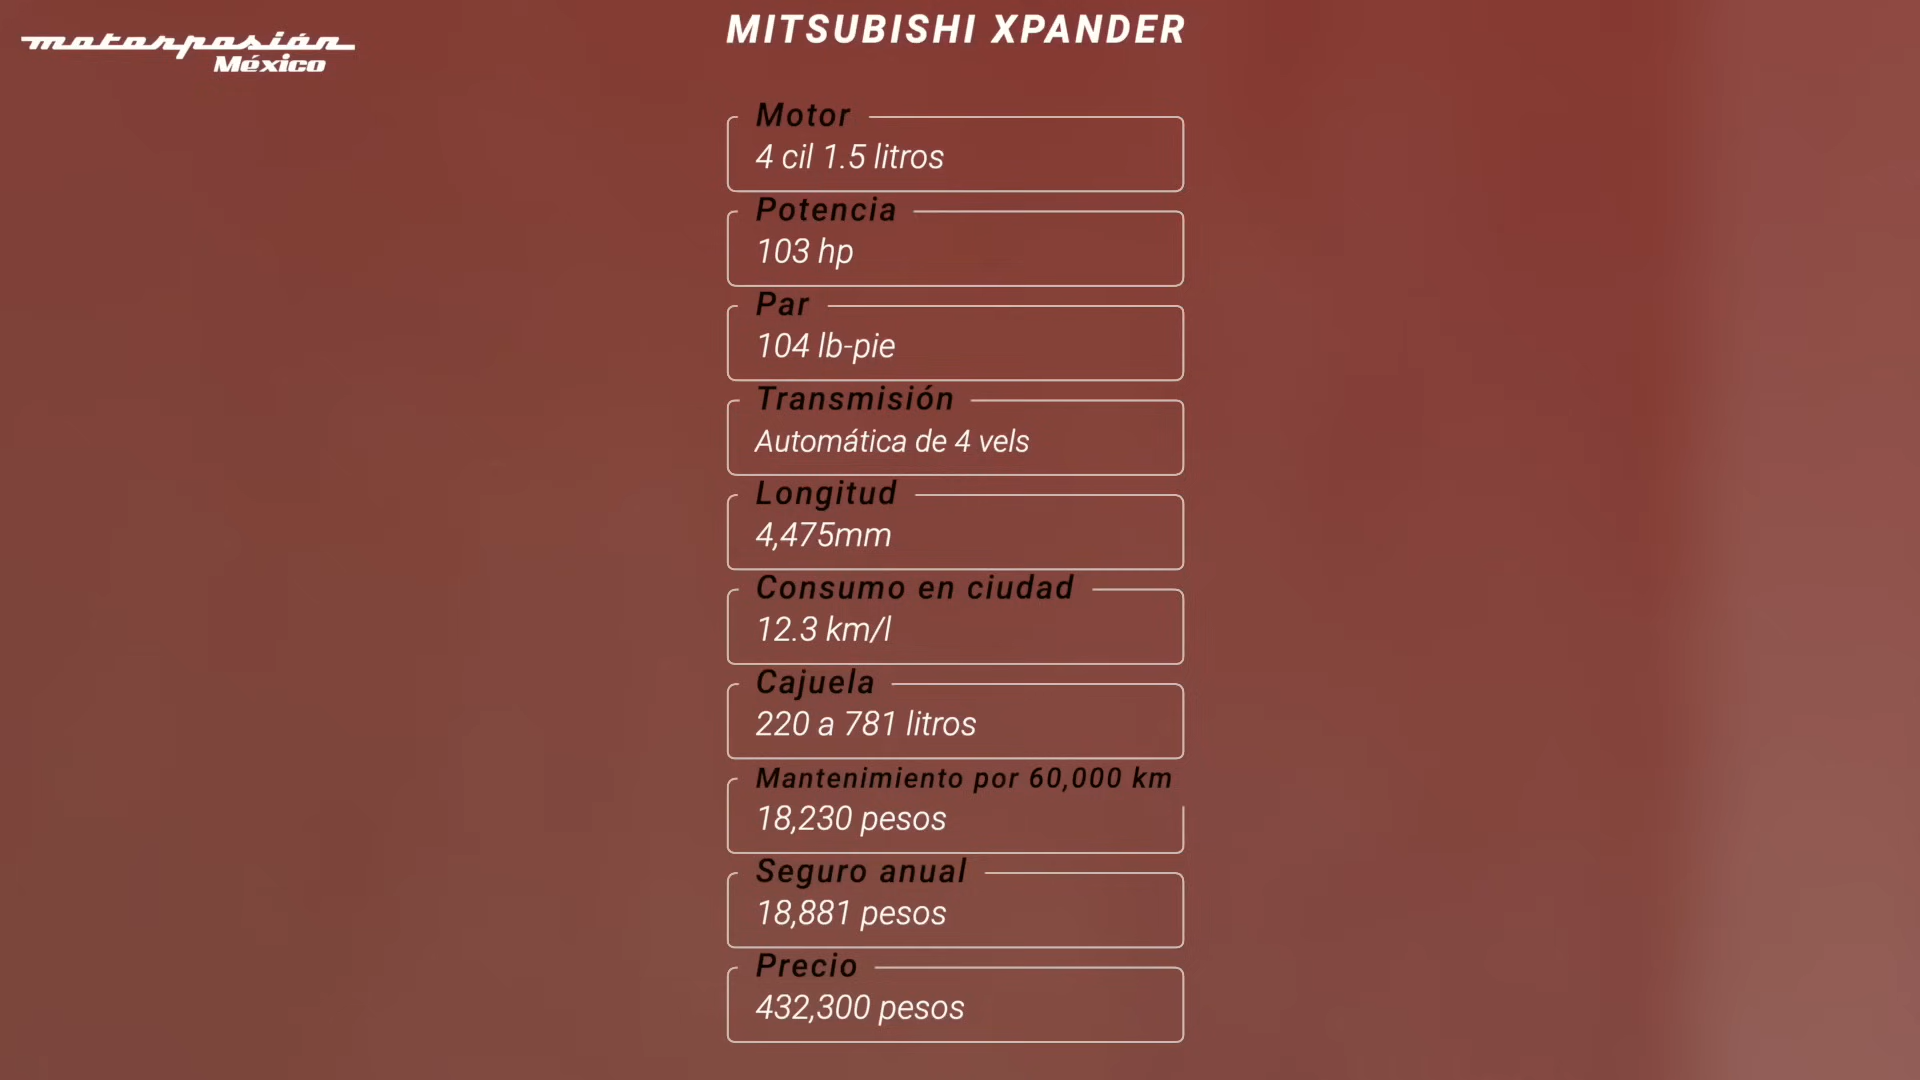 motorpasión
México
MITSUBISHI XPANDER
Motor
4 cil 1.5 litros
Potencia
103 hp
Par
104 lb-pie
Transmisión
Automática de 4 vels
Longitud
4,475mm
Consumo en ciudad
12.3 km/l
Cajuela
220 a 781 litros
Mantenimiento por 60,000 km
18,230 pesos
Seguro anual
18,881 pesos
Precio
432,300 pesos